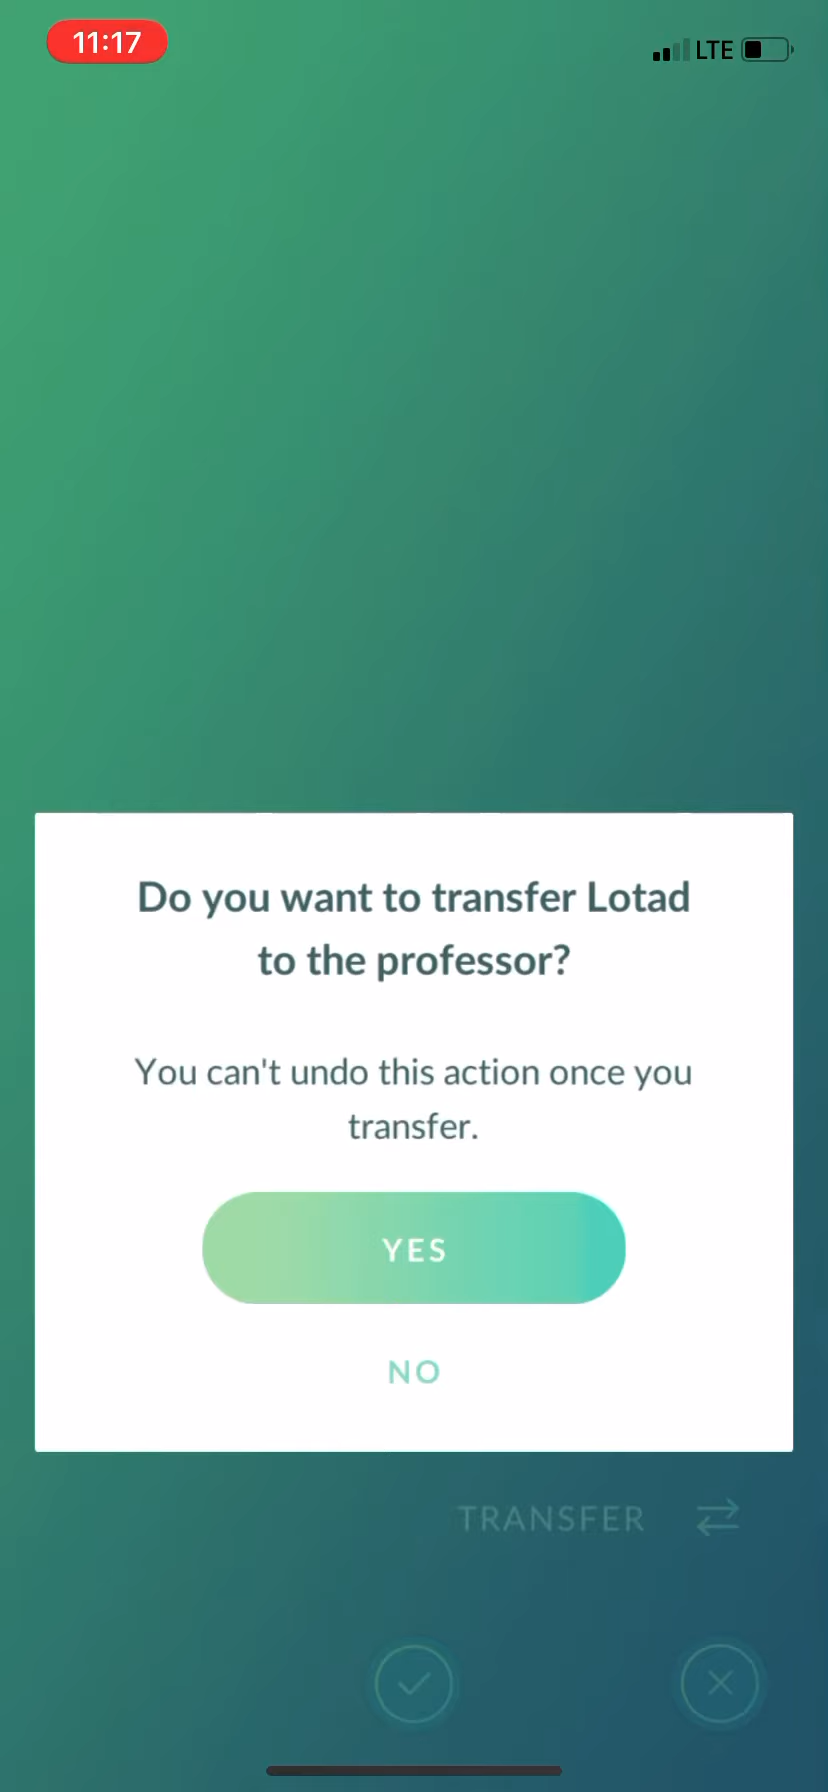 11:17
LTE
Do you want to transfer Lotad
to the professor?
You can't undo this action once you
transfer.
YES
NO
TRANSFER